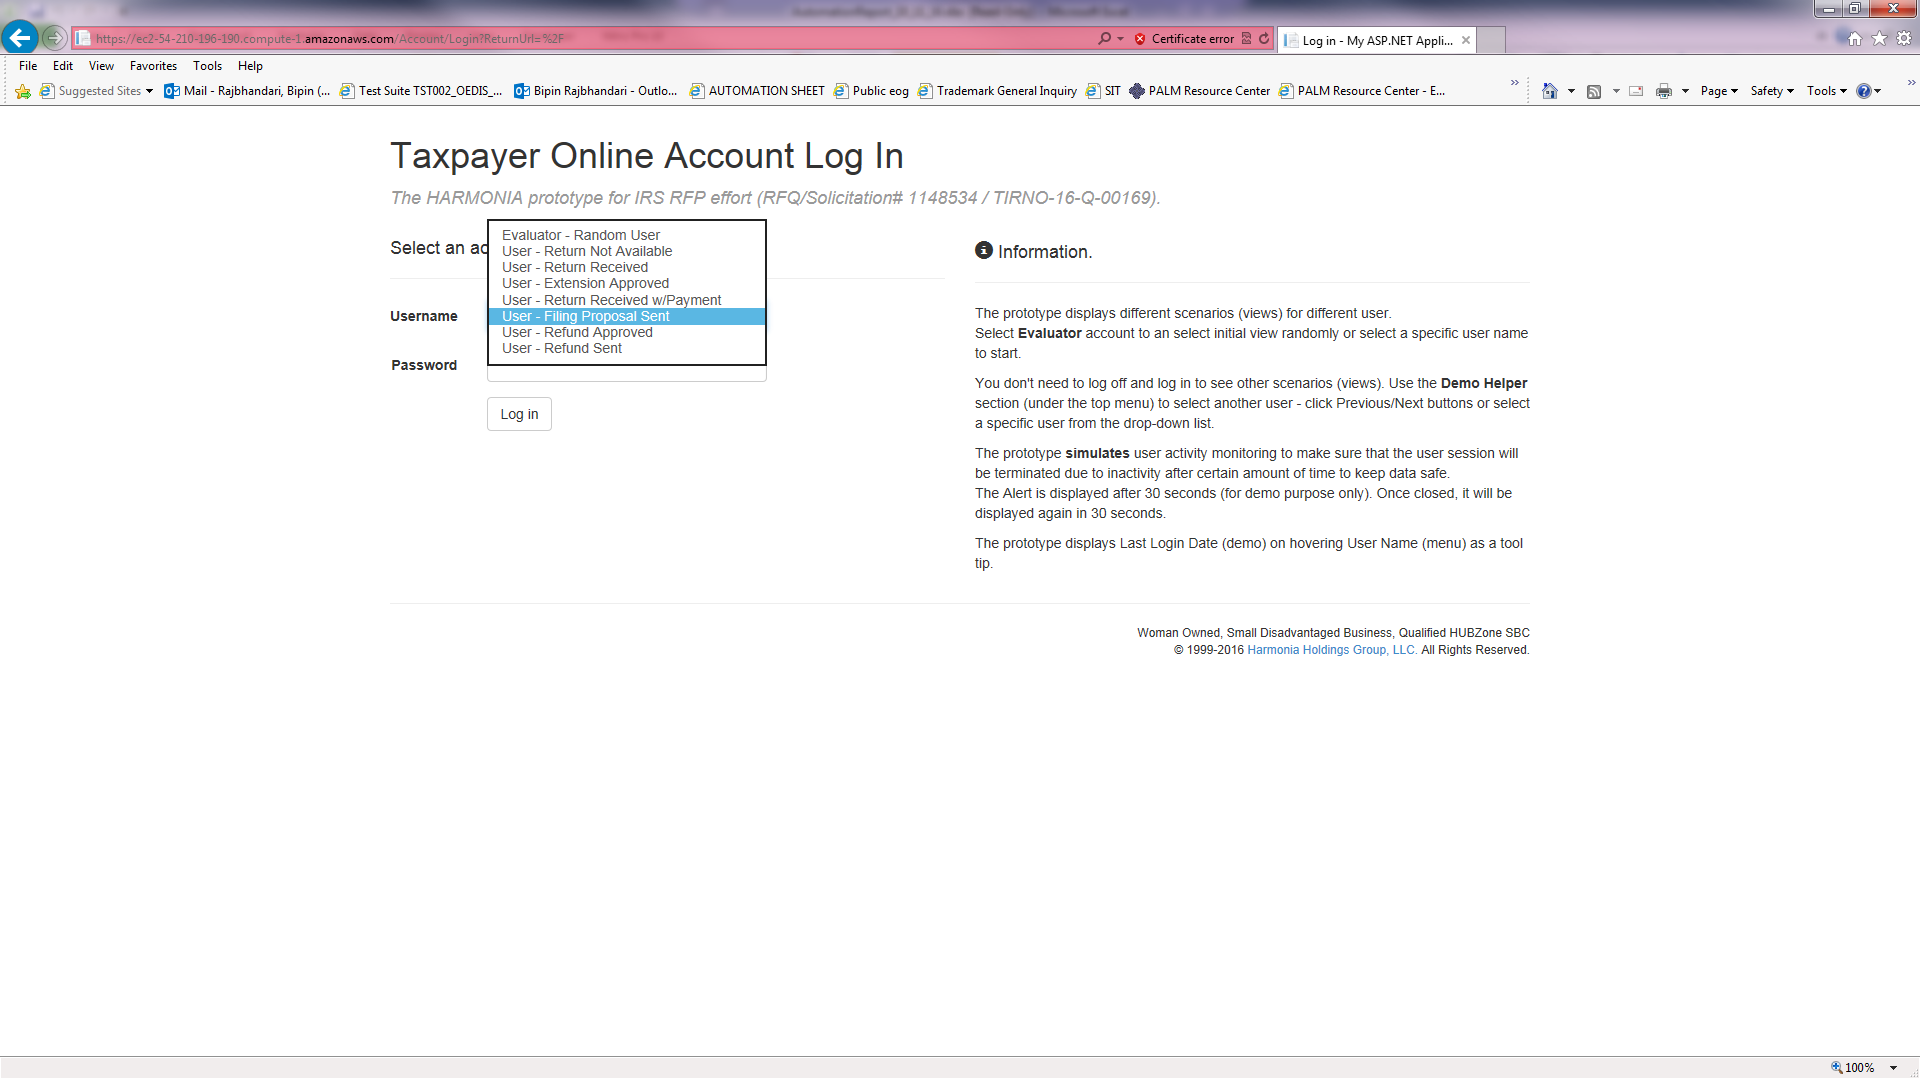 https://ec2-54-210-196-190.compute-1.amazonaws.com/Account/Login?ReturnUrl=%2F
Certificate error
Log in - My ASP.NET Appli...
File Edit View Favorites Tools Help
Suggested Sites
Mail - Rajbhandari, Bipin (...
Test Suite TST002_OEDIS_...
Bipin Rajbhandari - Outlo...
AUTOMATION SHEET
Public eog
Trademark General Inquiry
SIT
PALM Resource Center
PALM Resource Center - E...
Page
Safety
Tools
Taxpayer Online Account Log In
The HARMONIA prototype for IRS RFP effort (RFQ/Solicitation# 1148534 / TIRNO-16-Q-00169).
Select an ac
Username
Password
Evaluator - Random User
User - Return Not Available
User - Return Received
User - Extension Approved
User - Return Received w/Payment
User - Filing Proposal Sent
User - Refund Approved
User - Refund Sent
Log in
Information.
The prototype displays different scenarios (views) for different user.
Select Evaluator account to an select initial view randomly or select a specific user name
to start.
You don't need to log off and log in to see other scenarios (views). Use the Demo Helper
section (under the top menu) to select another user - click Previous/Next buttons or select
a specific user from the drop-down list.
The prototype simulates user activity monitoring to make sure that the user session will
be terminated due to inactivity after certain amount of time to keep data safe.
The Alert is displayed after 30 seconds (for demo purpose only). Once closed, it will be
displayed again in 30 seconds.
The prototype displays Last Login Date (demo) on hovering User Name (menu) as a tool
tip.
Woman Owned, Small Disadvantaged Business, Qualified HUBZone SBC
© 1999-2016 Harmonia Holdings Group, LLC. All Rights Reserved.
100%